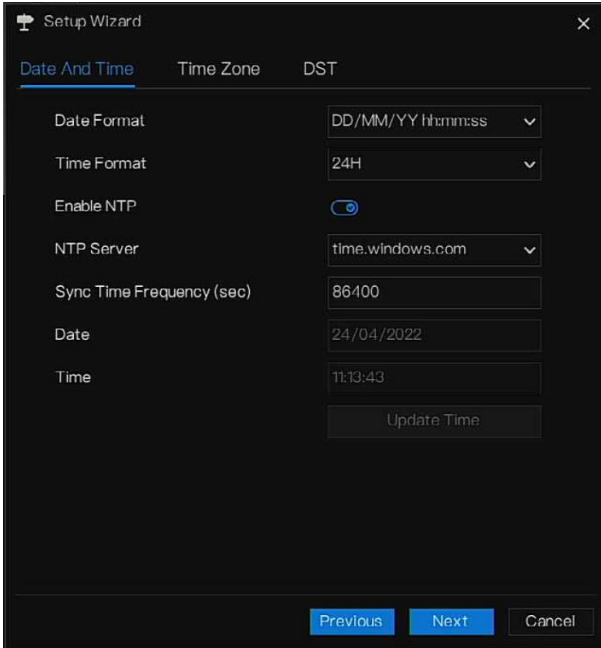 Setup Wizard
Date And Time Time Zone DST
Date Format DD/MM/YY hh:mm:ss
Time Format 24H
Enable NTP
NTP Server time.windows.com
Sync Time Frequency (sec) 86400
Date 24/04/2022
Time 11:13:43
Update Time
Previous Next Cancel